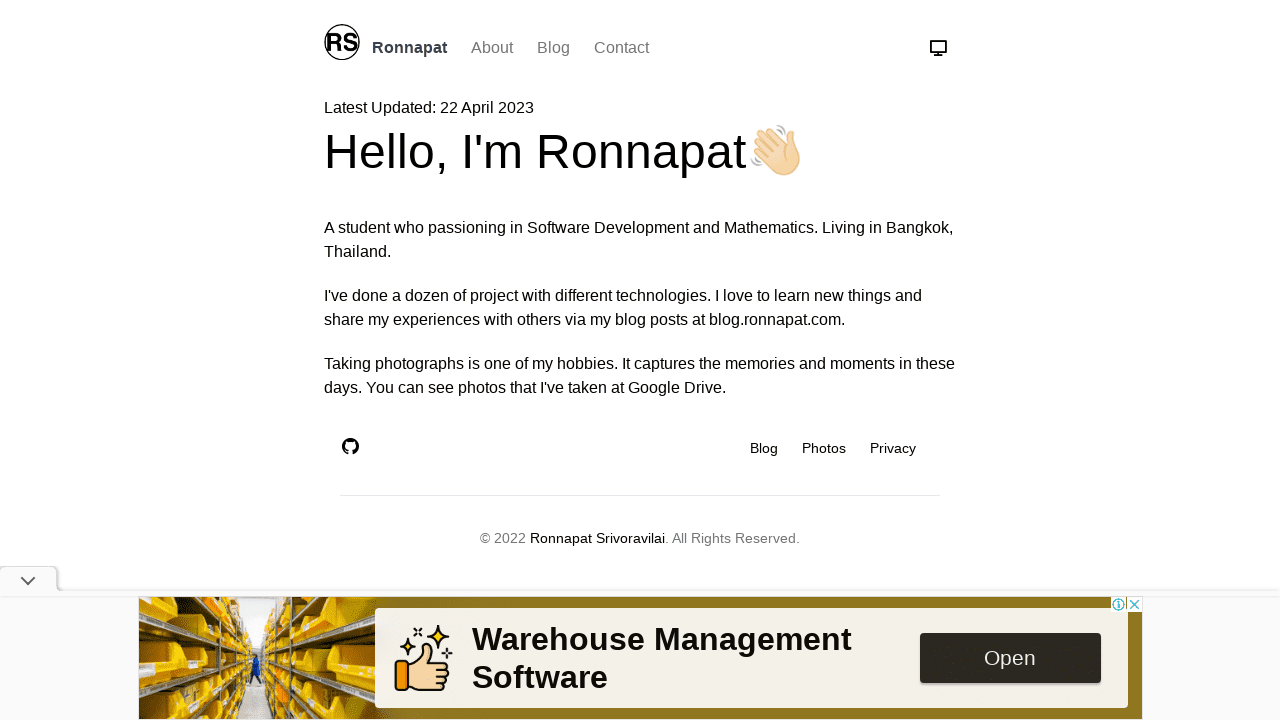 RS
Ronnapat About Blog Contact
Latest Updated: 22 April 2023
Hello, I'm Ronnapat👋🏼
A student who passioning in Software Development and Mathematics. Living in Bangkok,
Thailand.
I've done a dozen of project with different technologies. I love to learn new things and
share my experiences with others via my blog posts at blog.ronnapat.com.
Taking photographs is one of my hobbies. It captures the memories and moments in these
days. You can see photos that I've taken at Google Drive.
Blog Photos Privacy
© 2022 Ronnapat Srivoravilai. All Rights Reserved.
Warehouse Management
Software
Open